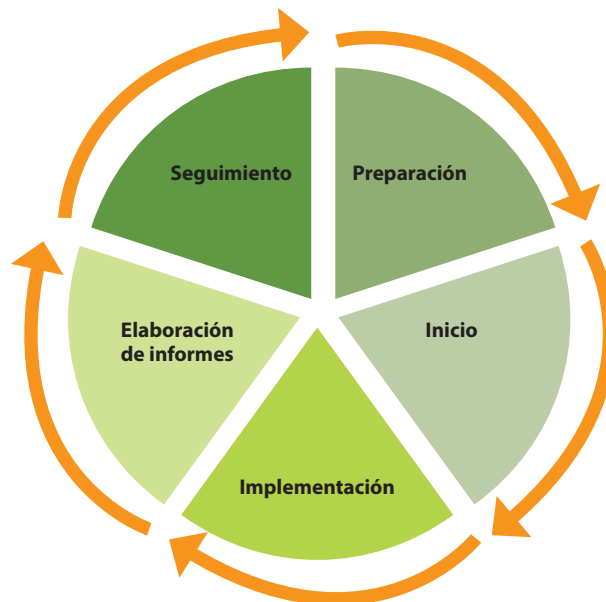 Seguimiento
Preparación
Elaboración
de informes
Inicio
Implementación